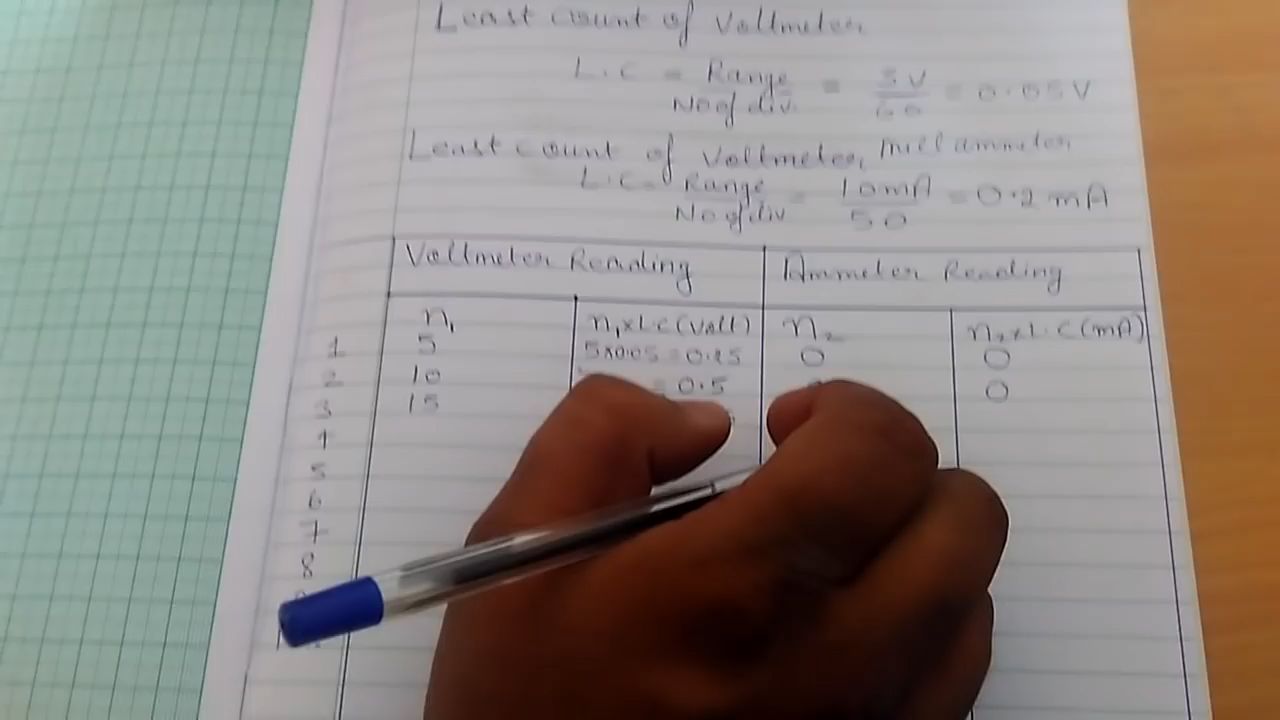 Least count of Voltmeter
L.C = Range / No of div. = 3V / 60 = 0.05V
Least count of Voltmeter, milliammeter
L.C = Range / No of div = 10mA / 50 = 0.2 mA
Voltmeter Reading Ammeter Reading
n₁ n₁×L.C(Volt) n₂ n₂×L.C(mA)
1 5 5×0.05=0.25 0 0
2 10 = 0.5 0
3 15
4
5
6
7
8